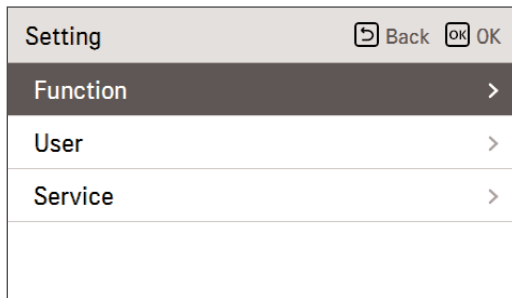 Setting Back OK OK
Function >
User >
Service >